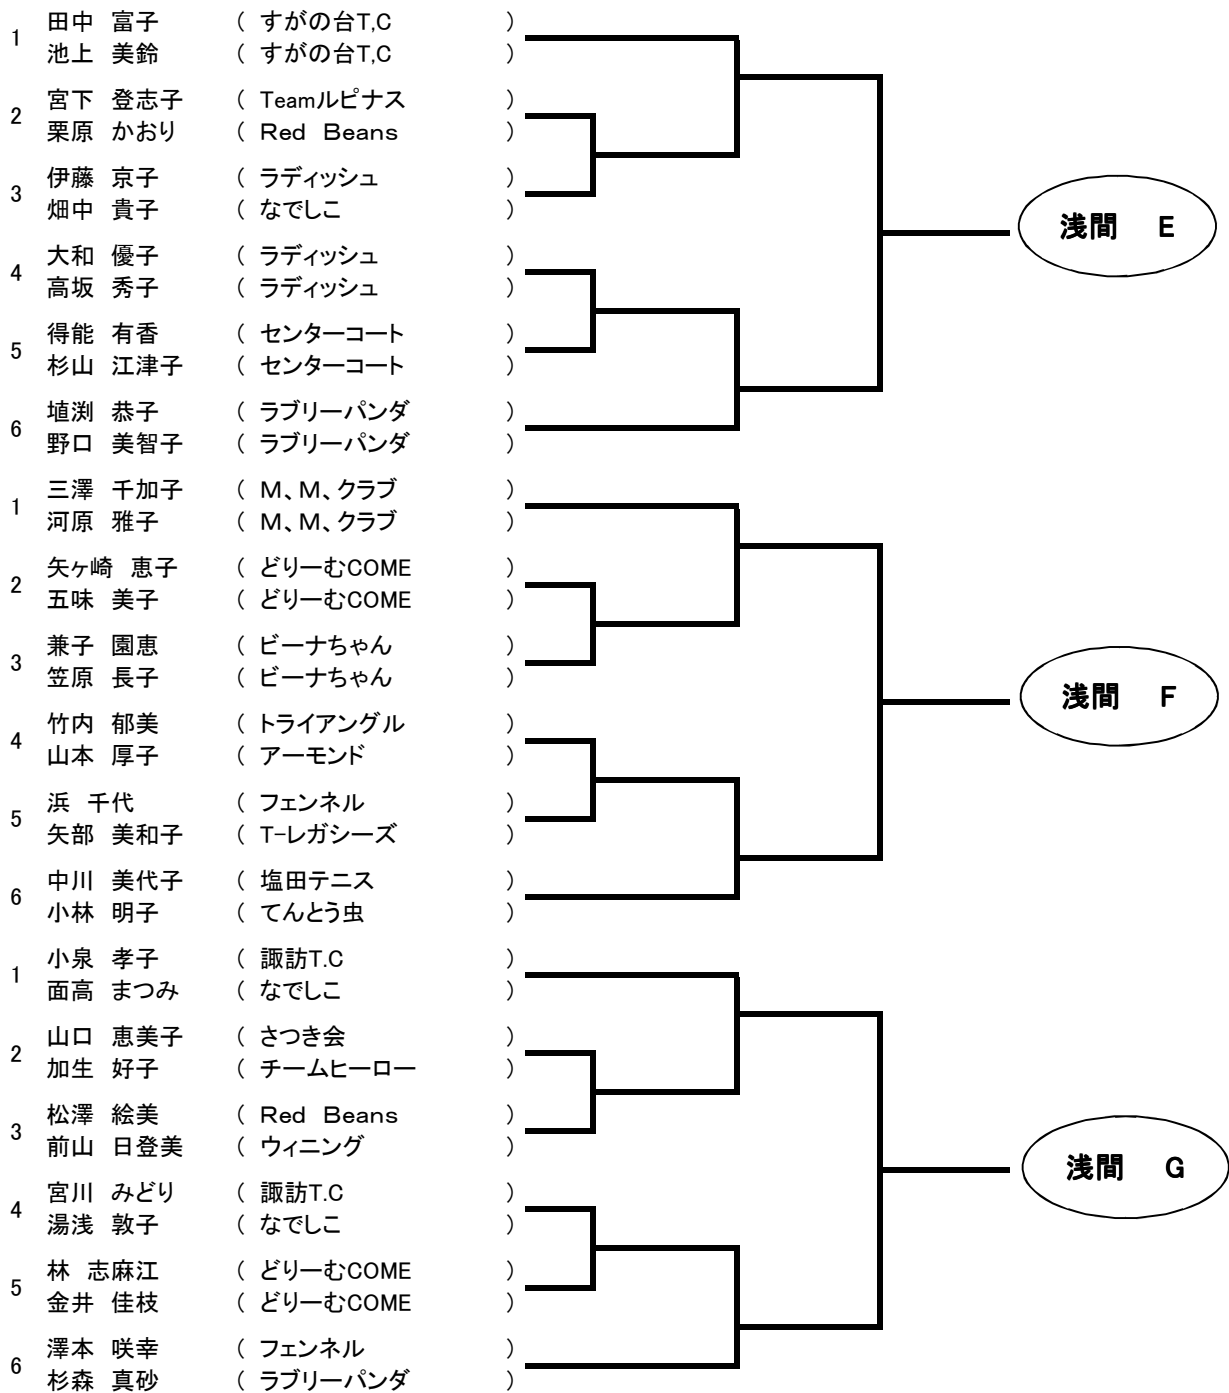 1
田中 富子 ( すがの台T,C )
池上 美鈴 ( すがの台T,C )
2
宮下 登志子 ( Teamルピナス )
栗原 かおり ( Red Beans )
3
伊藤 京子 ( ラディッシュ )
畑中 貴子 ( なでしこ )
4
大和 優子 ( ラディッシュ )
高坂 秀子 ( ラディッシュ )
5
得能 有香 ( センターコート )
杉山 江津子 ( センターコート )
6
埴渕 恭子 ( ラブリーパンダ )
野口 美智子 ( ラブリーパンダ )
浅間 E
1
三澤 千加子 ( M、M、クラブ )
河原 雅子 ( M、M、クラブ )
2
矢ヶ崎 恵子 ( どりーむCOME )
五味 美子 ( どりーむCOME )
3
兼子 園恵 ( ビーナちゃん )
笠原 長子 ( ビーナちゃん )
4
竹内 郁美 ( トライアングル )
山本 厚子 ( アーモンド )
5
浜 千代 ( フェンネル )
矢部 美和子 ( T-レガシーズ )
6
中川 美代子 ( 塩田テニス )
小林 明子 ( てんとう虫 )
浅間 F
1
小泉 孝子 ( 諏訪T.C )
面高 まつみ ( なでしこ )
2
山口 恵美子 ( さつき会 )
加生 好子 ( チームヒーロー )
3
松澤 絵美 ( Red Beans )
前山 日登美 ( ウィニング )
4
宮川 みどり ( 諏訪T.C )
湯浅 敦子 ( なでしこ )
5
林 志麻江 ( どりーむCOME )
金井 佳枝 ( どりーむCOME )
6
澤本 咲幸 ( フェンネル )
杉森 真砂 ( ラブリーパンダ )
浅間 G